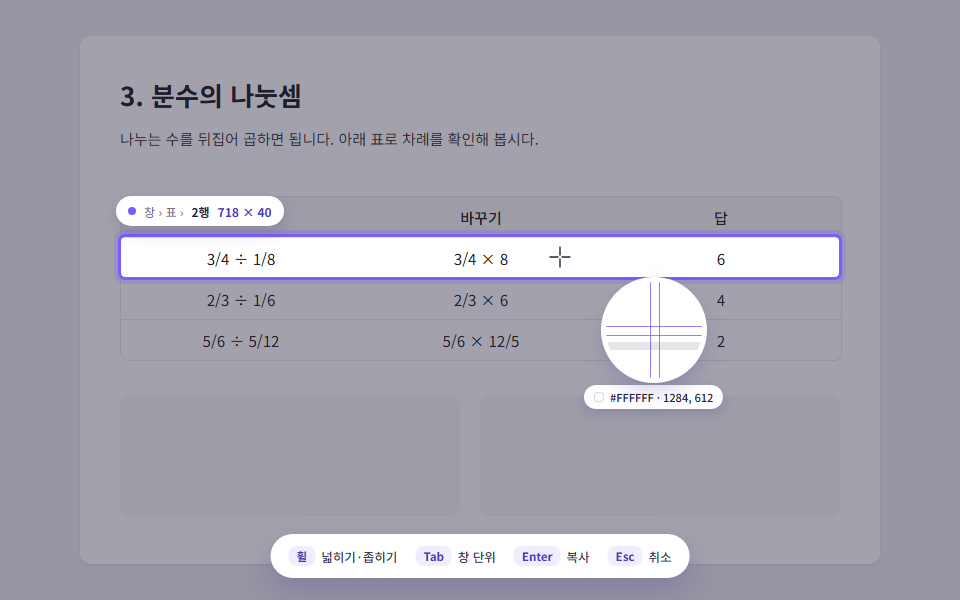 3. 분수의 나눗셈
나누는 수를 뒤집어 곱하면 됩니다. 아래 표로 차례를 확인해 봅시다.
창 › 표 › 2행 718 × 40
바꾸기 답
3/4 ÷ 1/8 3/4 × 8 6
2/3 ÷ 1/6 2/3 × 6 4
5/6 ÷ 5/12 5/6 × 12/5 2
#FFFFFF · 1284, 612
휠 넓히기·좁히기 Tab 창 단위 Enter 복사 Esc 취소